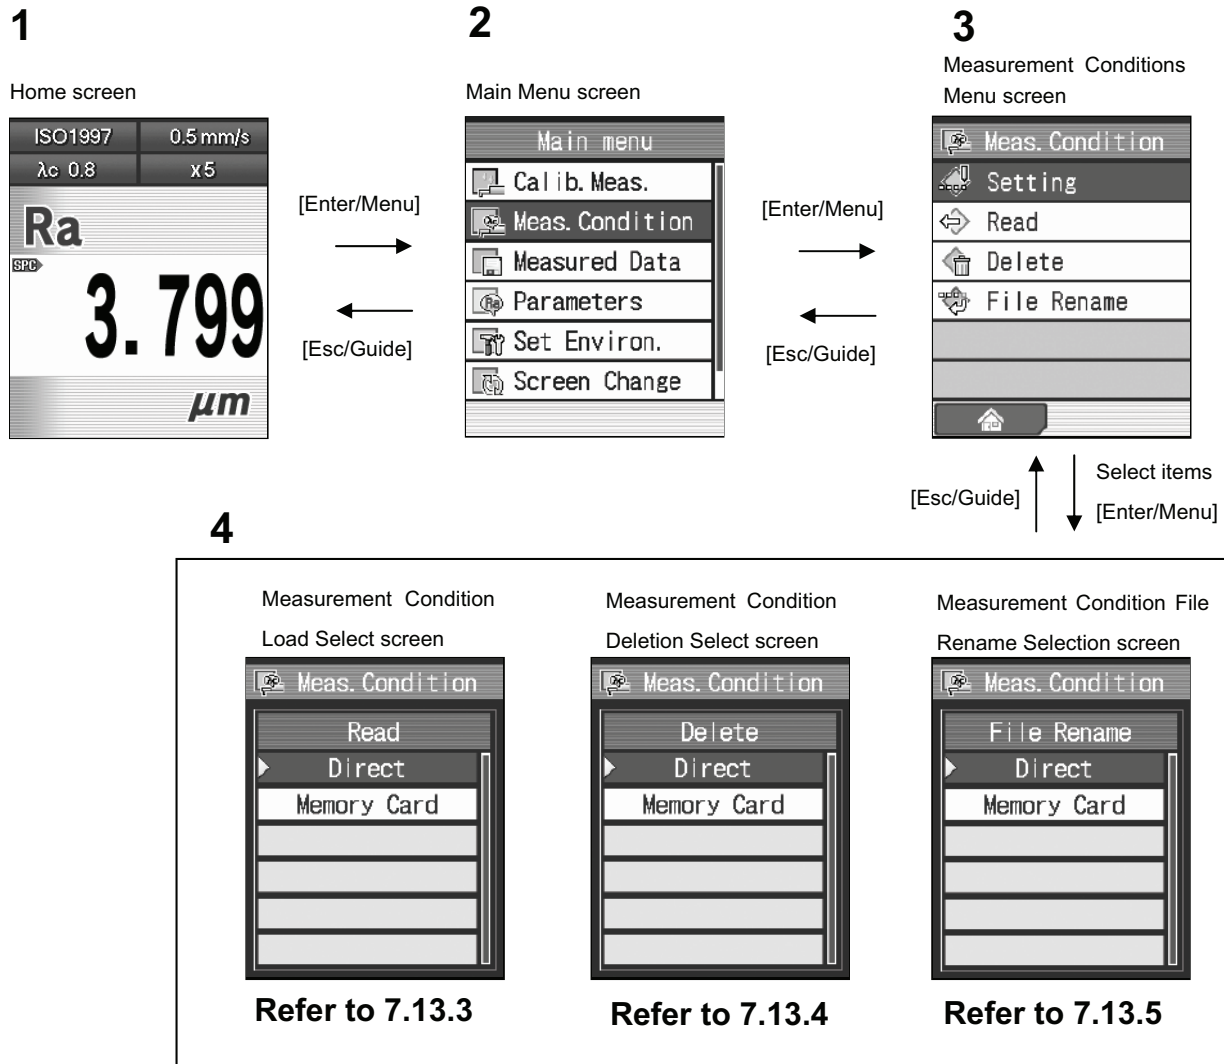 1
Home screen
ISO1997 0.5 mm/s
λc 0.8 x5
Ra
SPC
3.799
µm
[Enter/Menu]
[Esc/Guide]
2
Main Menu screen
Main menu
Calib. Meas.
Meas. Condition
Measured Data
Parameters
Set Environ.
Screen Change
[Enter/Menu]
[Esc/Guide]
3
Measurement Conditions
Menu screen
Meas. Condition
Setting
Read
Delete
File Rename
[Esc/Guide]
Select items
[Enter/Menu]
4
Measurement Condition
Load Select screen
Meas. Condition
Read
Direct
Memory Card
Refer to 7.13.3
Measurement Condition
Deletion Select screen
Meas. Condition
Delete
Direct
Memory Card
Refer to 7.13.4
Measurement Condition File
Rename Selection screen
Meas. Condition
File Rename
Direct
Memory Card
Refer to 7.13.5